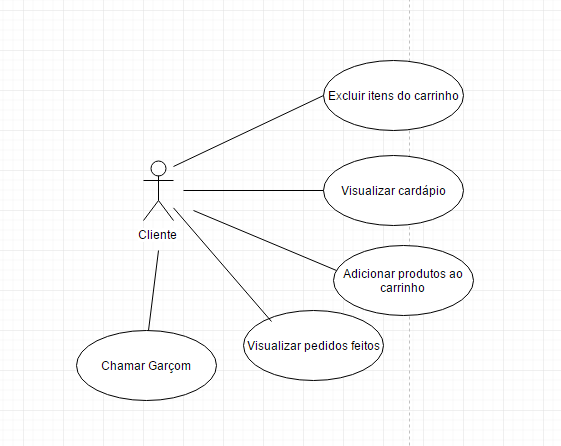 Excluir itens do carrinho
Visualizar cardápio
Cliente
Adicionar produtos ao
carrinho
Visualizar pedidos feitos
Chamar Garçom